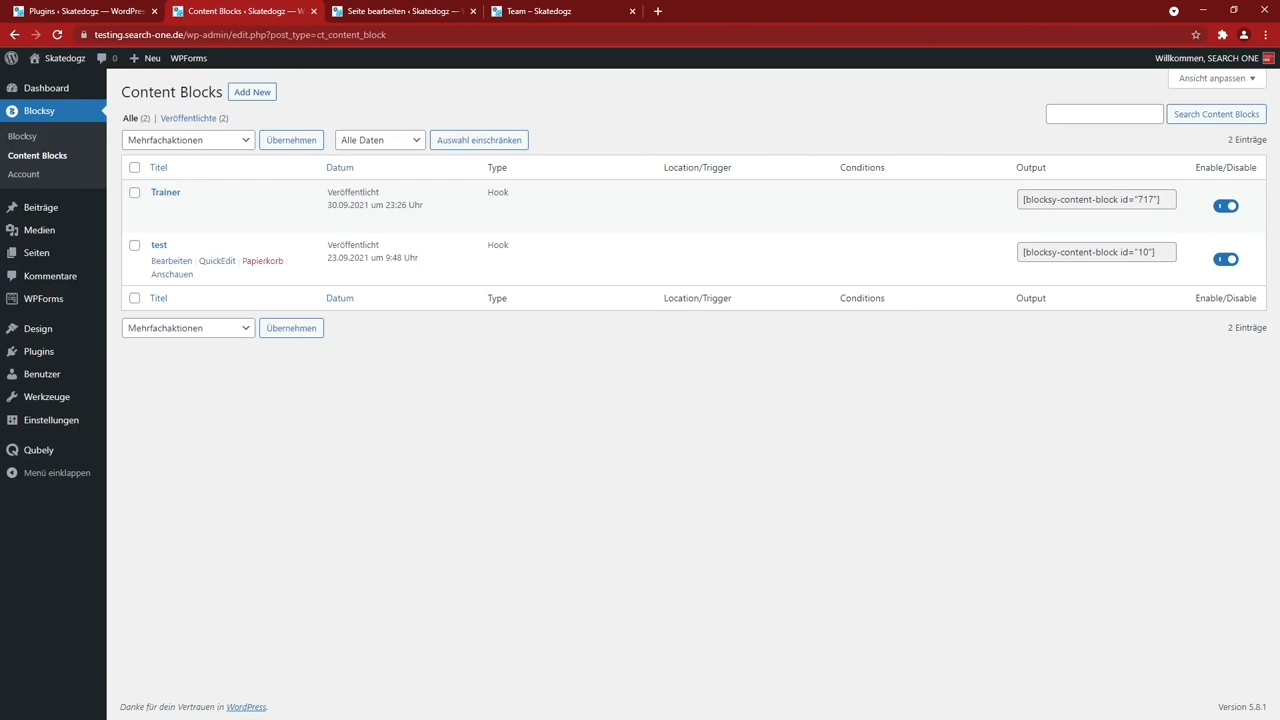 Plugins ‹ Skatedogz — WordPres
Content Blocks ‹ Skatedogz — W
Seite bearbeiten ‹ Skatedogz — W
Team – Skatedogz
testing.search-one.de/wp-admin/edit.php?post_type=ct_content_block
Skatedogz 0 Neu WPForms Willkommen, SEARCH ONE
Dashboard
Blocksy
Blocksy
Content Blocks
Account
Beiträge
Medien
Seiten
Kommentare
WPForms
Design
Plugins
Benutzer
Werkzeuge
Einstellungen
Qubely
Menü einklappen
Ansicht anpassen
Content Blocks Add New
Alle (2) | Veröffentlichte (2)
Search Content Blocks
Mehrfachaktionen Übernehmen Alle Daten Auswahl einschränken 2 Einträge
Titel Datum Type Location/Trigger Conditions Output Enable/Disable
Trainer Veröffentlicht Hook [blocksy-content-block id="717"]
30.09.2021 um 23:26 Uhr
test Veröffentlicht Hook [blocksy-content-block id="10"]
Bearbeiten | QuickEdit | Papierkorb | 23.09.2021 um 9:48 Uhr
Anschauen
Titel Datum Type Location/Trigger Conditions Output Enable/Disable
Mehrfachaktionen Übernehmen 2 Einträge
Danke für dein Vertrauen in WordPress. Version 5.8.1